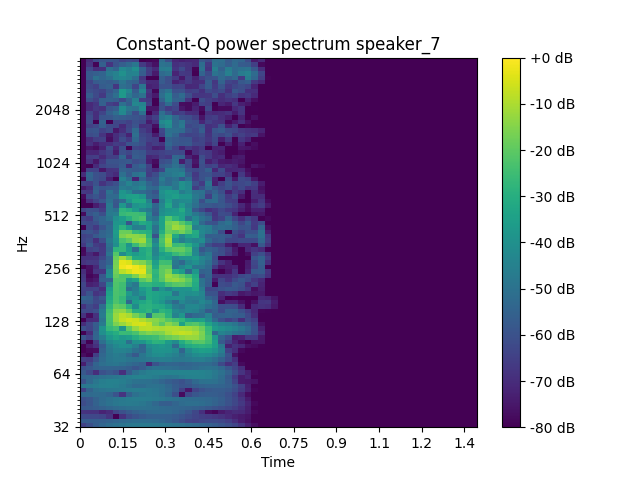 Constant-Q power spectrum speaker_7
Hz
2048
1024
512
256
128
64
32
0 0.15 0.3 0.45 0.6 0.75 0.9 1.1 1.2 1.4
Time
+0 dB
-10 dB
-20 dB
-30 dB
-40 dB
-50 dB
-60 dB
-70 dB
-80 dB